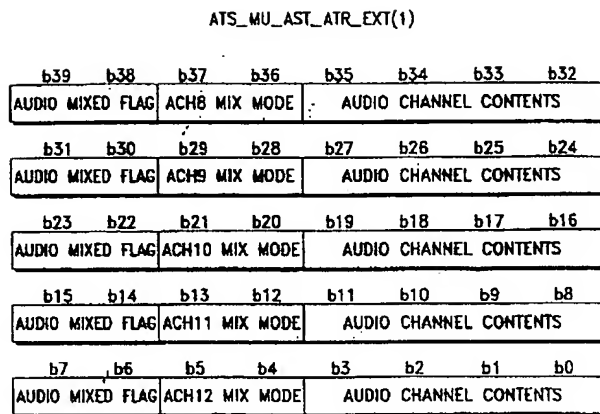 ATS_MU_AST_ATR_EXT(1)
b39 b38 b37 b36 b35 b34 b33 b32
AUDIO MIXED FLAG ACH8 MIX MODE AUDIO CHANNEL CONTENTS
b31 b30 b29 b28 b27 b26 b25 b24
AUDIO MIXED FLAG ACH9 MIX MODE AUDIO CHANNEL CONTENTS
b23 b22 b21 b20 b19 b18 b17 b16
AUDIO MIXED FLAG ACH10 MIX MODE AUDIO CHANNEL CONTENTS
b15 b14 b13 b12 b11 b10 b9 b8
AUDIO MIXED FLAG ACH11 MIX MODE AUDIO CHANNEL CONTENTS
b7 b6 b5 b4 b3 b2 b1 b0
AUDIO MIXED FLAG ACH12 MIX MODE AUDIO CHANNEL CONTENTS